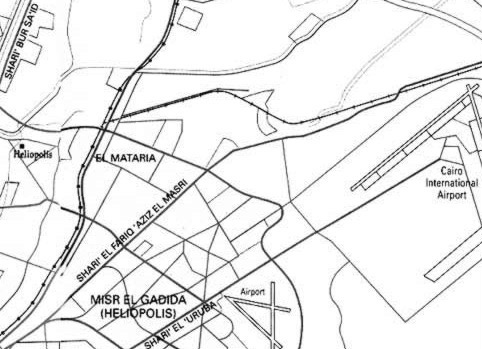 SHARI' BUR SA'ID
Heliopolis
EL MATARIA
Cairo
International
Airport
SHARI' EL FARIQ 'AZIZ EL MASRI
MISR EL GADIDA
(HELIOPOLIS)
Airport
SHARI' EL 'URUBA